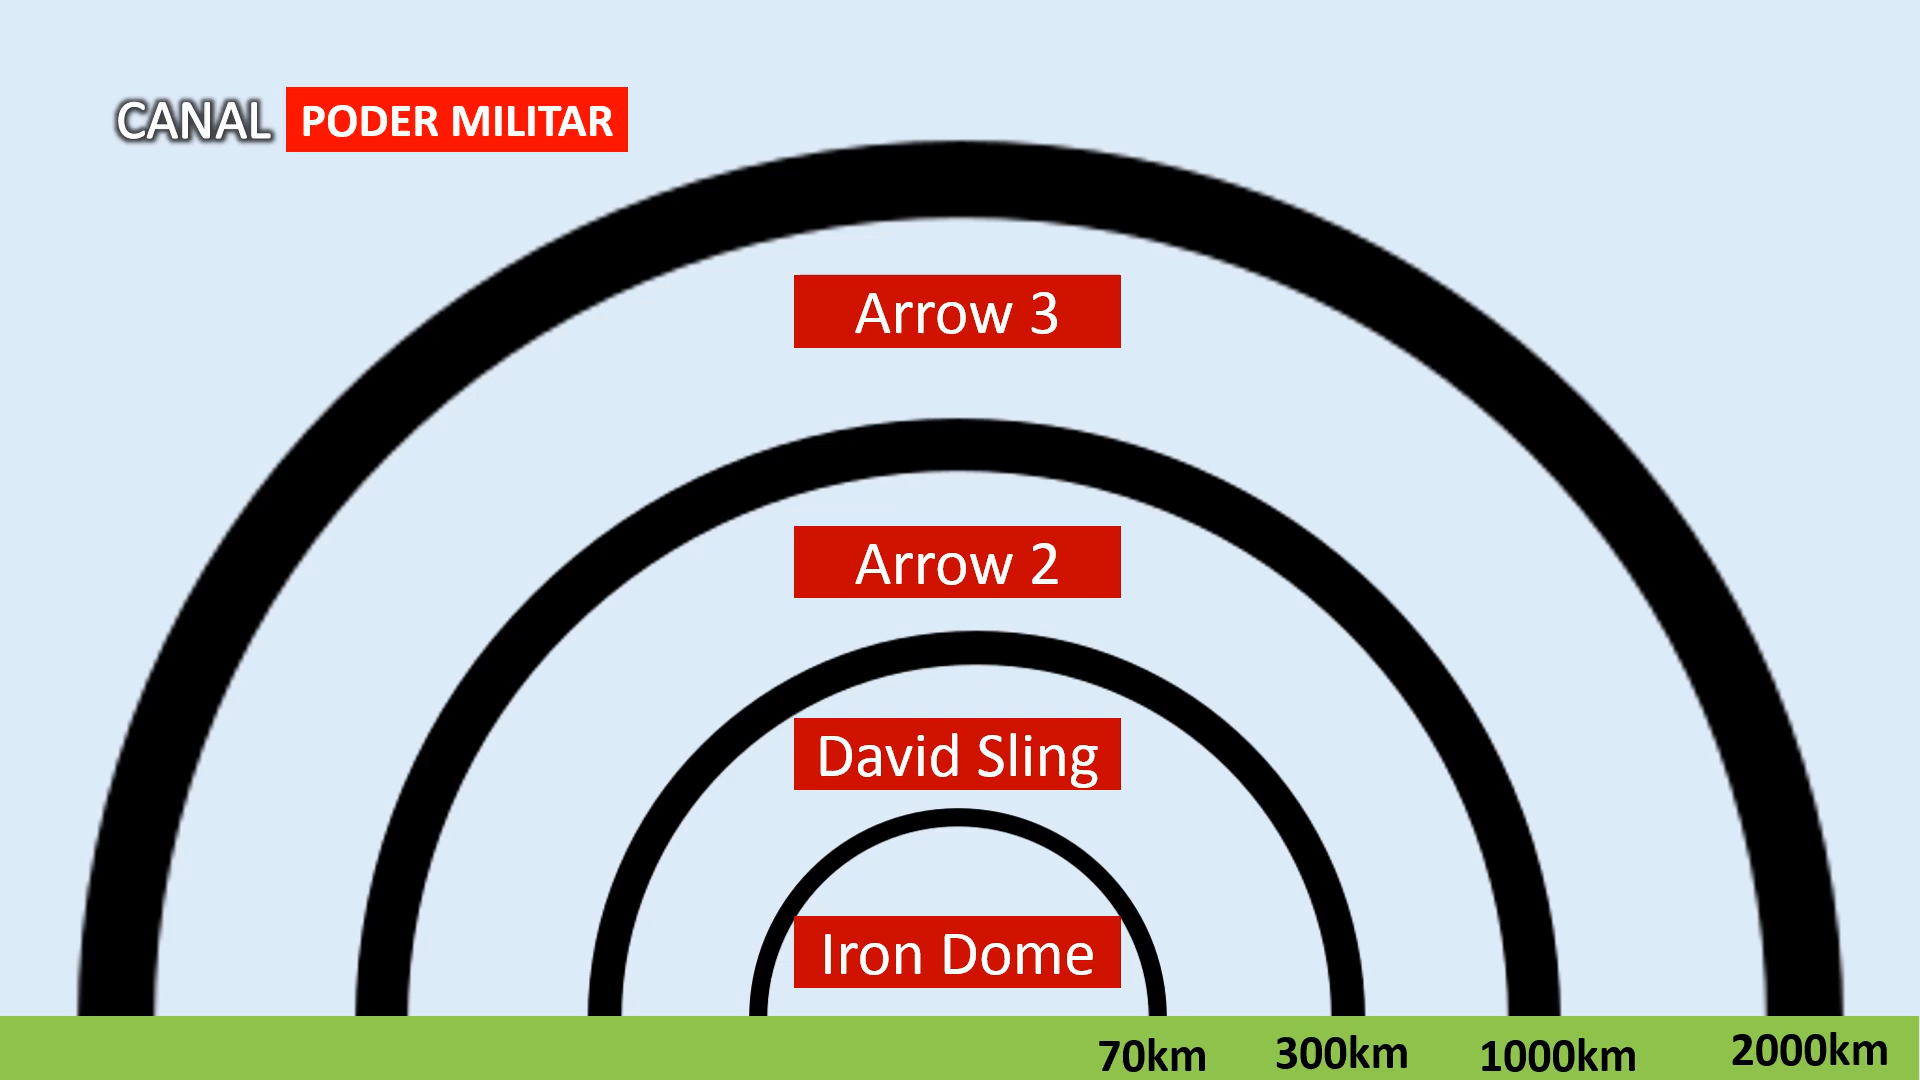 CANAL PODER MILITAR
Arrow 3
Arrow 2
David Sling
Iron Dome
70km 300km 1000km 2000km